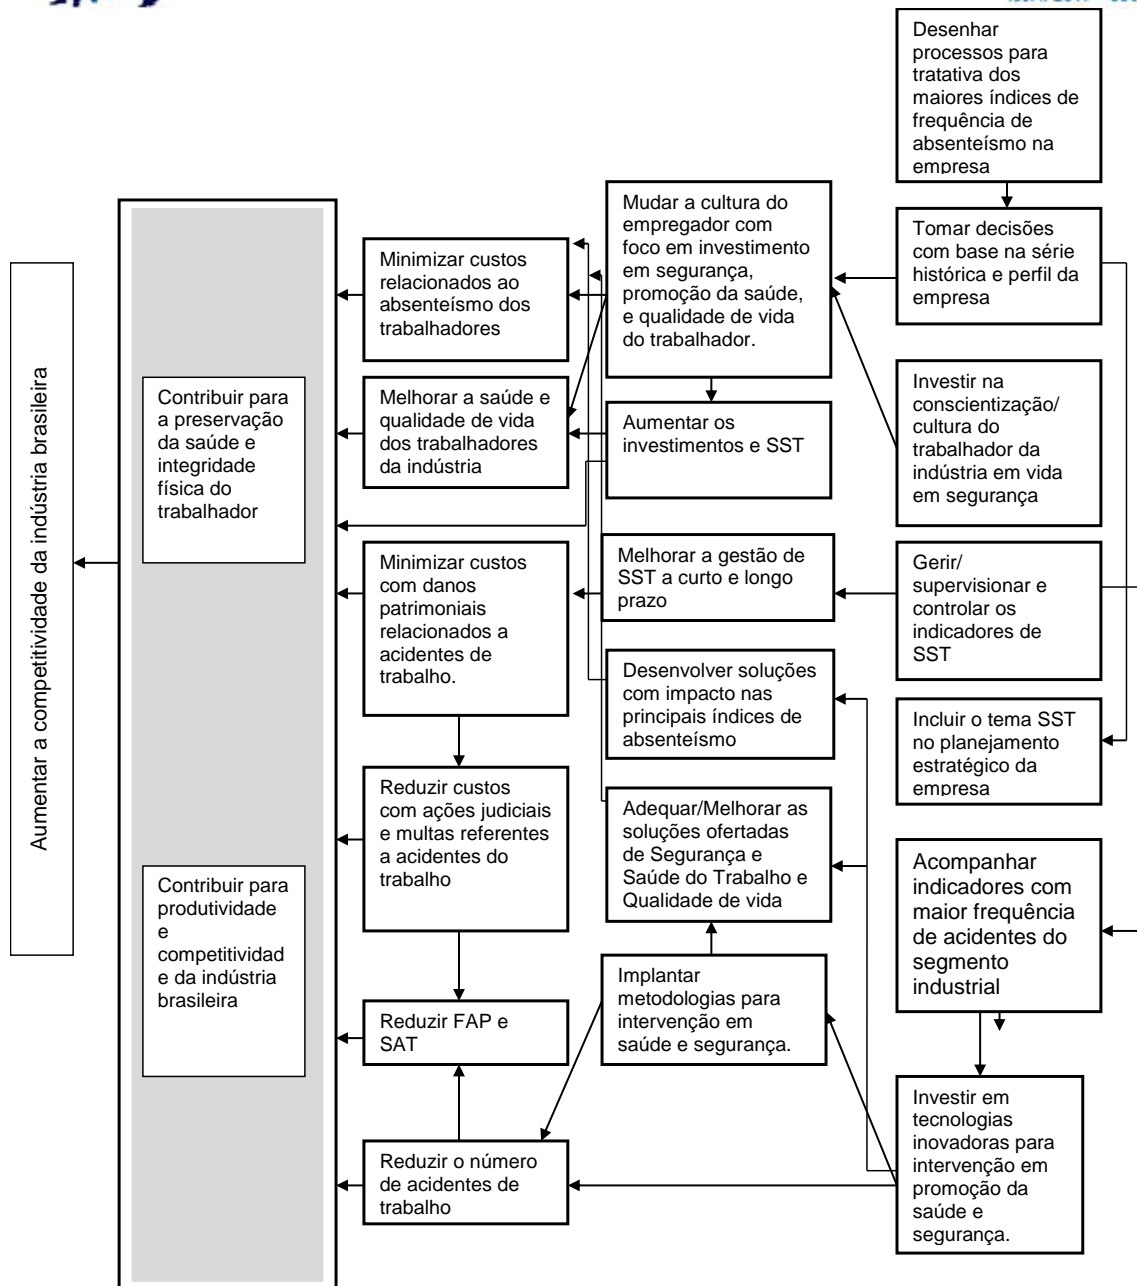 Aumentar a competitividade da indústria brasileira
Contribuir para
a preservação
da saúde e
integridade
física do
trabalhador
Contribuir para
produtividade
e
competitividad
e da indústria
brasileira
Minimizar custos
relacionados ao
absenteísmo dos
trabalhadores
Melhorar a saúde e
qualidade de vida
dos trabalhadores
da indústria
Minimizar custos
com danos
patrimoniais
relacionados a
acidentes de
trabalho.
Reduzir custos
com ações judiciais
e multas referentes
a acidentes do
trabalho
Reduzir FAP e
SAT
Reduzir o número
de acidentes de
trabalho
Mudar a cultura do
empregador com
foco em investimento
em segurança,
promoção da saúde,
e qualidade de vida
do trabalhador.
Aumentar os
investimentos e SST
Melhorar a gestão de
SST a curto e longo
prazo
Desenvolver soluções
com impacto nas
principais índices de
absenteísmo
Adequar/Melhorar as
soluções ofertadas
de Segurança e
Saúde do Trabalho e
Qualidade de vida
Implantar
metodologias para
intervenção em
saúde e segurança.
Desenhar
processos para
tratativa dos
maiores índices de
frequência de
absenteísmo na
empresa
Tomar decisões
com base na série
histórica e perfil da
empresa
Investir na
conscientização/
cultura do
trabalhador da
indústria em vida
em segurança
Gerir/
supervisionar e
controlar os
indicadores de
SST
Incluir o tema SST
no planejamento
estratégico da
empresa
Acompanhar
indicadores com
maior frequência
de acidentes do
segmento
industrial
Investir em
tecnologias
inovadoras para
intervenção em
promoção da
saúde e
segurança.